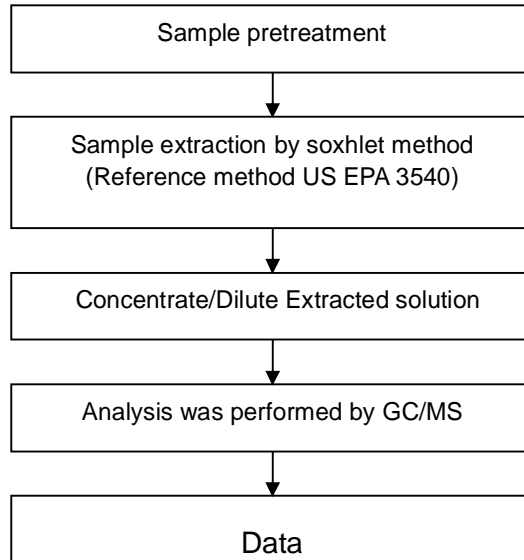 Sample pretreatment
Sample extraction by soxhlet method
(Reference method US EPA 3540)
Concentrate/Dilute Extracted solution
Analysis was performed by GC/MS
Data